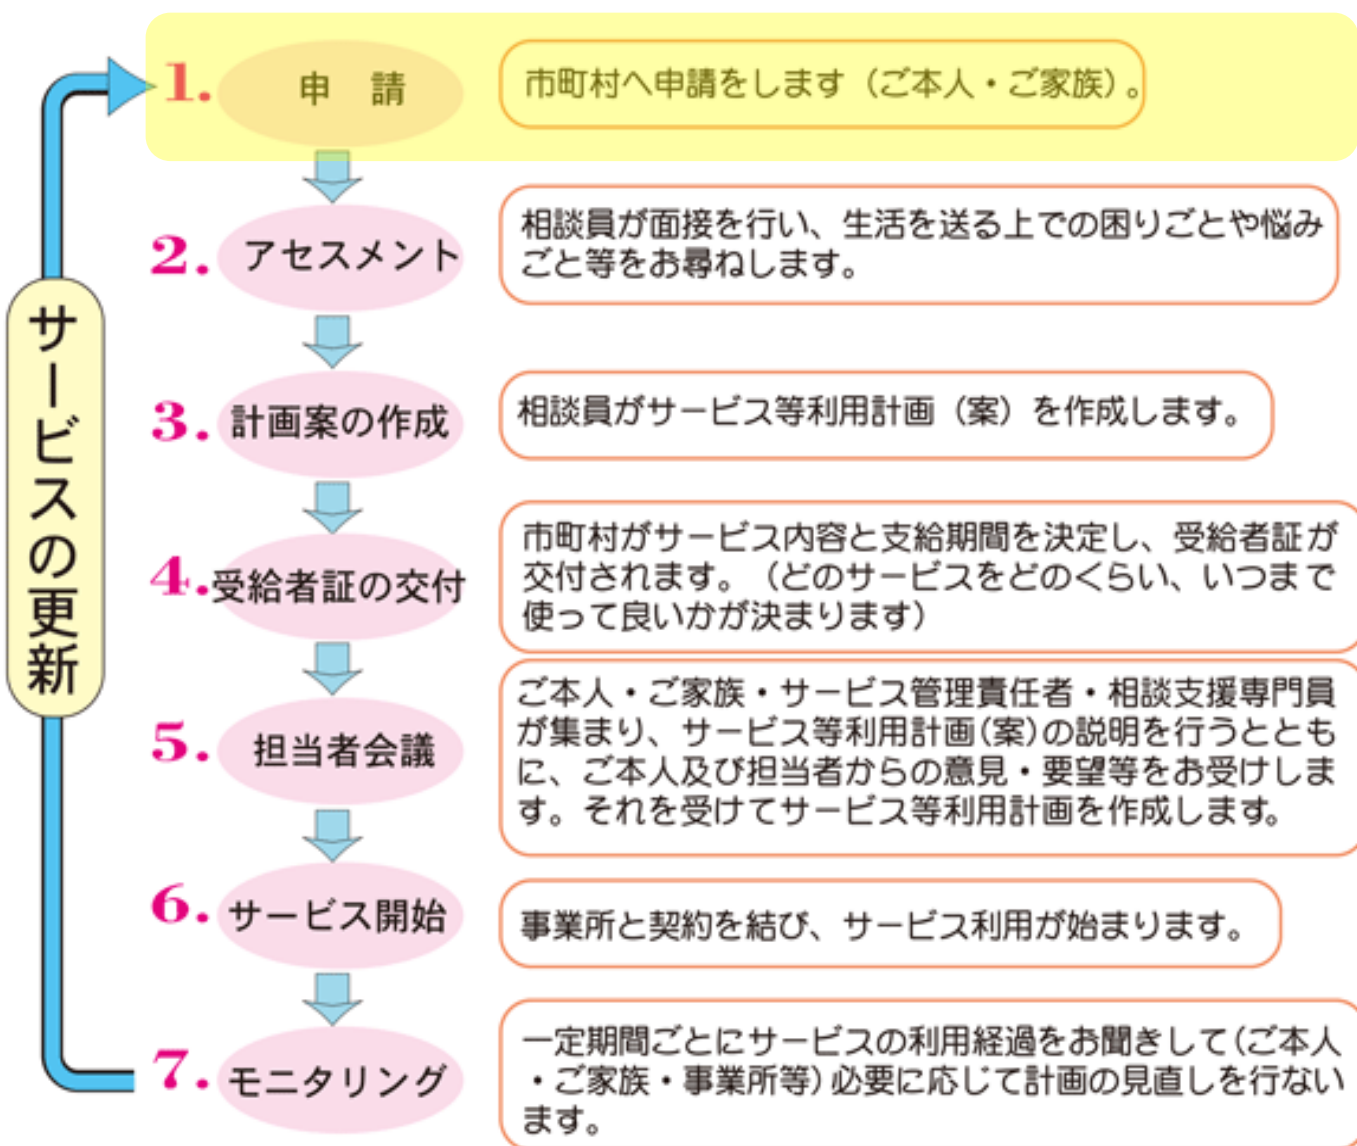 サービスの更新
1. 申 請
市町村へ申請をします（ご本人・ご家族）。
2. アセスメント
相談員が面接を行い、生活を送る上での困りごとや悩み
ごと等をお尋ねします。
3. 計画案の作成
相談員がサービス等利用計画（案）を作成します。
4. 受給者証の交付
市町村がサービス内容と支給期間を決定し、受給者証が
交付されます。（どのサービスをどのくらい、いつまで
使って良いかが決まります）
5. 担当者会議
ご本人・ご家族・サービス管理責任者・相談支援専門員
が集まり、サービス等利用計画(案)の説明を行うととも
に、ご本人及び担当者からの意見・要望等をお受けしま
す。それを受けてサービス等利用計画を作成します。
6. サービス開始
事業所と契約を結び、サービス利用が始まります。
7. モニタリング
一定期間ごとにサービスの利用経過をお聞きして(ご本人
・ご家族・事業所等)必要に応じて計画の見直しを行ない
ます。